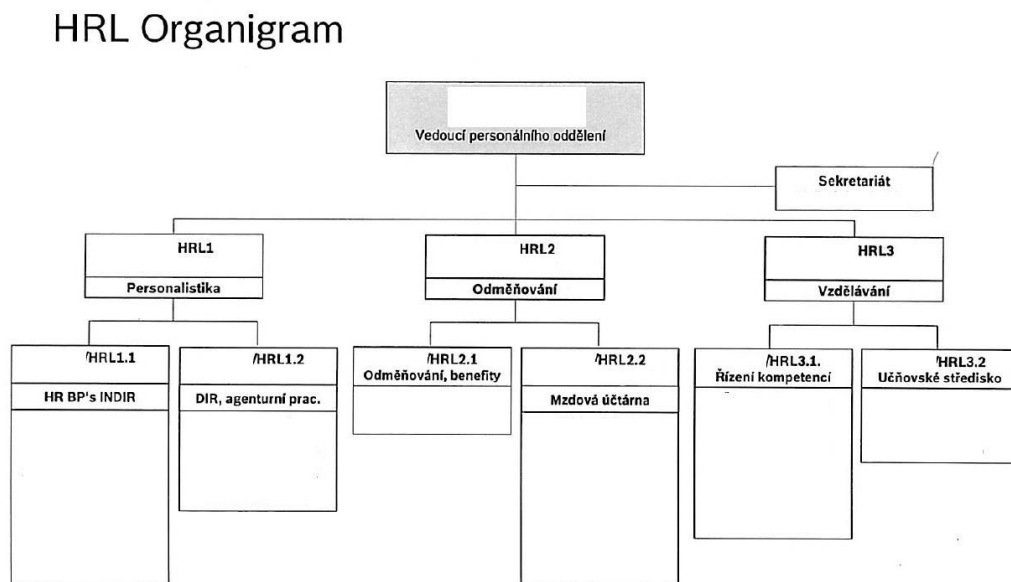 HRL Organigram
Vedoucí personálního oddělení
Sekretariát
HRL1
Personalistika
HRL2
Odměňování
HRL3
Vzdělávání
/HRL1.1
HR BP's INDIR
/HRL1.2
DIR, agenturní prac.
/HRL2.1
Odměňování, benefity
/HRL2.2
Mzdová účtárna
/HRL3.1.
Řízení kompetencí
/HRL3.2
Učňovské středisko